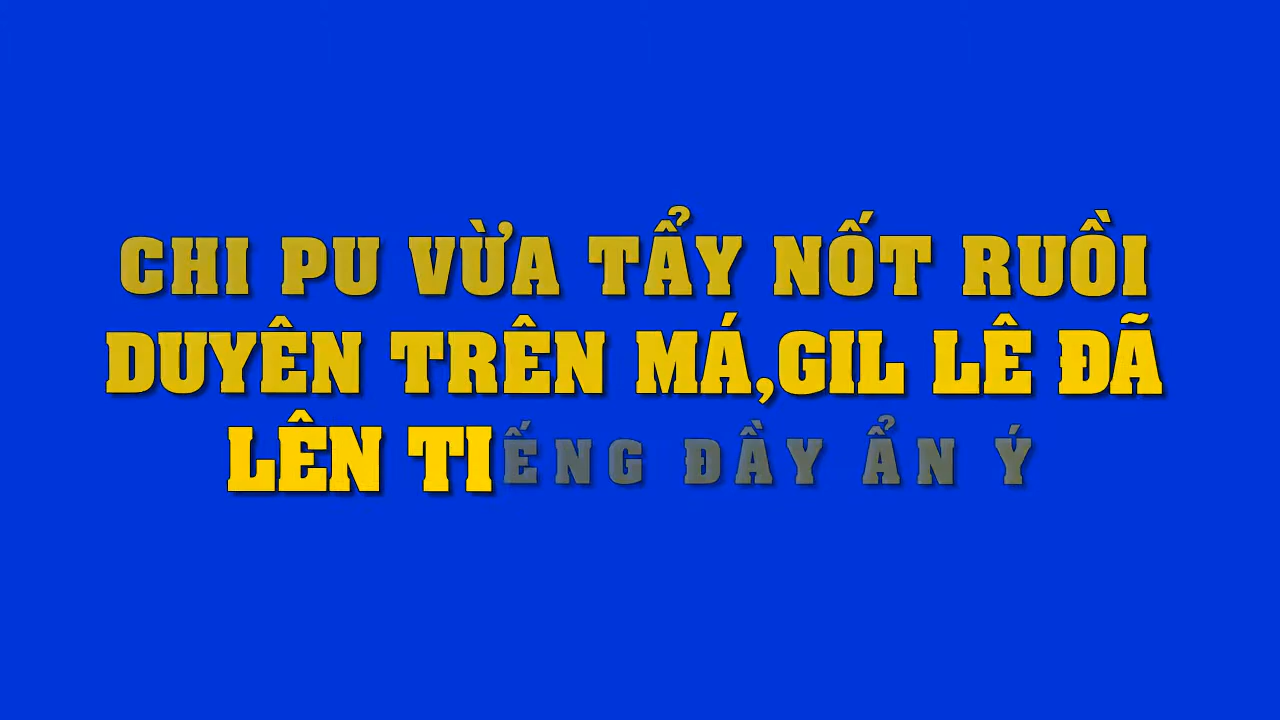 CHI PU VỪA TẨY NỐT RUỒI
DUYÊN TRÊN MÁ,GIL LÊ ĐÃ
LÊN TIẾNG ĐẦY ẨN Ý